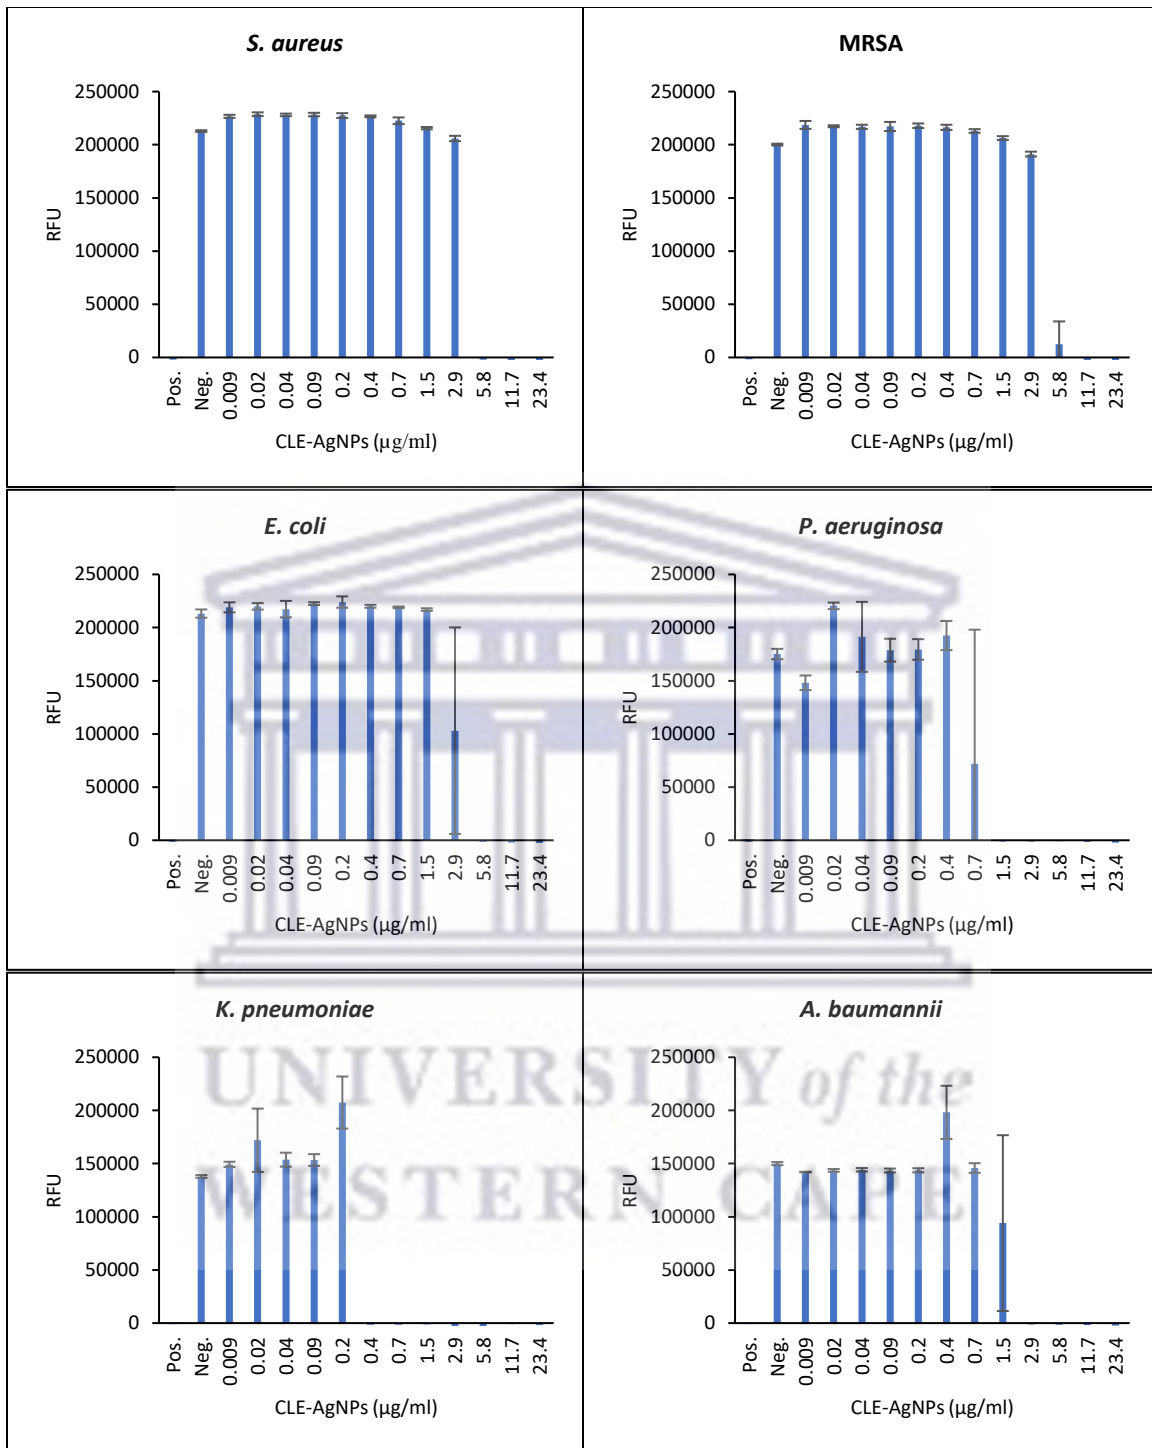 S. aureus
250000
200000
150000
100000
50000
0
RFU
Pos. Neg. 0.009 0.02 0.04 0.09 0.2 0.4 0.7 1.5 2.9 5.8 11.7 23.4
CLE-AgNPs (µg/ml)
MRSA
250000
200000
150000
100000
50000
0
RFU
Pos. Neg. 0.009 0.02 0.04 0.09 0.2 0.4 0.7 1.5 2.9 5.8 11.7 23.4
CLE-AgNPs (µg/ml)
E. coli
250000
200000
150000
100000
50000
0
RFU
Pos. Neg. 0.009 0.02 0.04 0.09 0.2 0.4 0.7 1.5 2.9 5.8 11.7 23.4
CLE-AgNPs (µg/ml)
P. aeruginosa
250000
200000
150000
100000
50000
0
RFU
Pos. Neg. 0.009 0.02 0.04 0.09 0.2 0.4 0.7 1.5 2.9 5.8 11.7 23.4
CLE-AgNPs (µg/ml)
K. pneumoniae
250000
200000
150000
100000
50000
0
RFU
Pos. Neg. 0.009 0.02 0.04 0.09 0.2 0.4 0.7 1.5 2.9 5.8 11.7 23.4
CLE-AgNPs (µg/ml)
A. baumannii
250000
200000
150000
100000
50000
0
RFU
Pos. Neg. 0.009 0.02 0.04 0.09 0.2 0.4 0.7 1.5 2.9 5.8 11.7 23.4
CLE-AgNPs (µg/ml)
UNIVERSITY of the
WESTERN CAPE